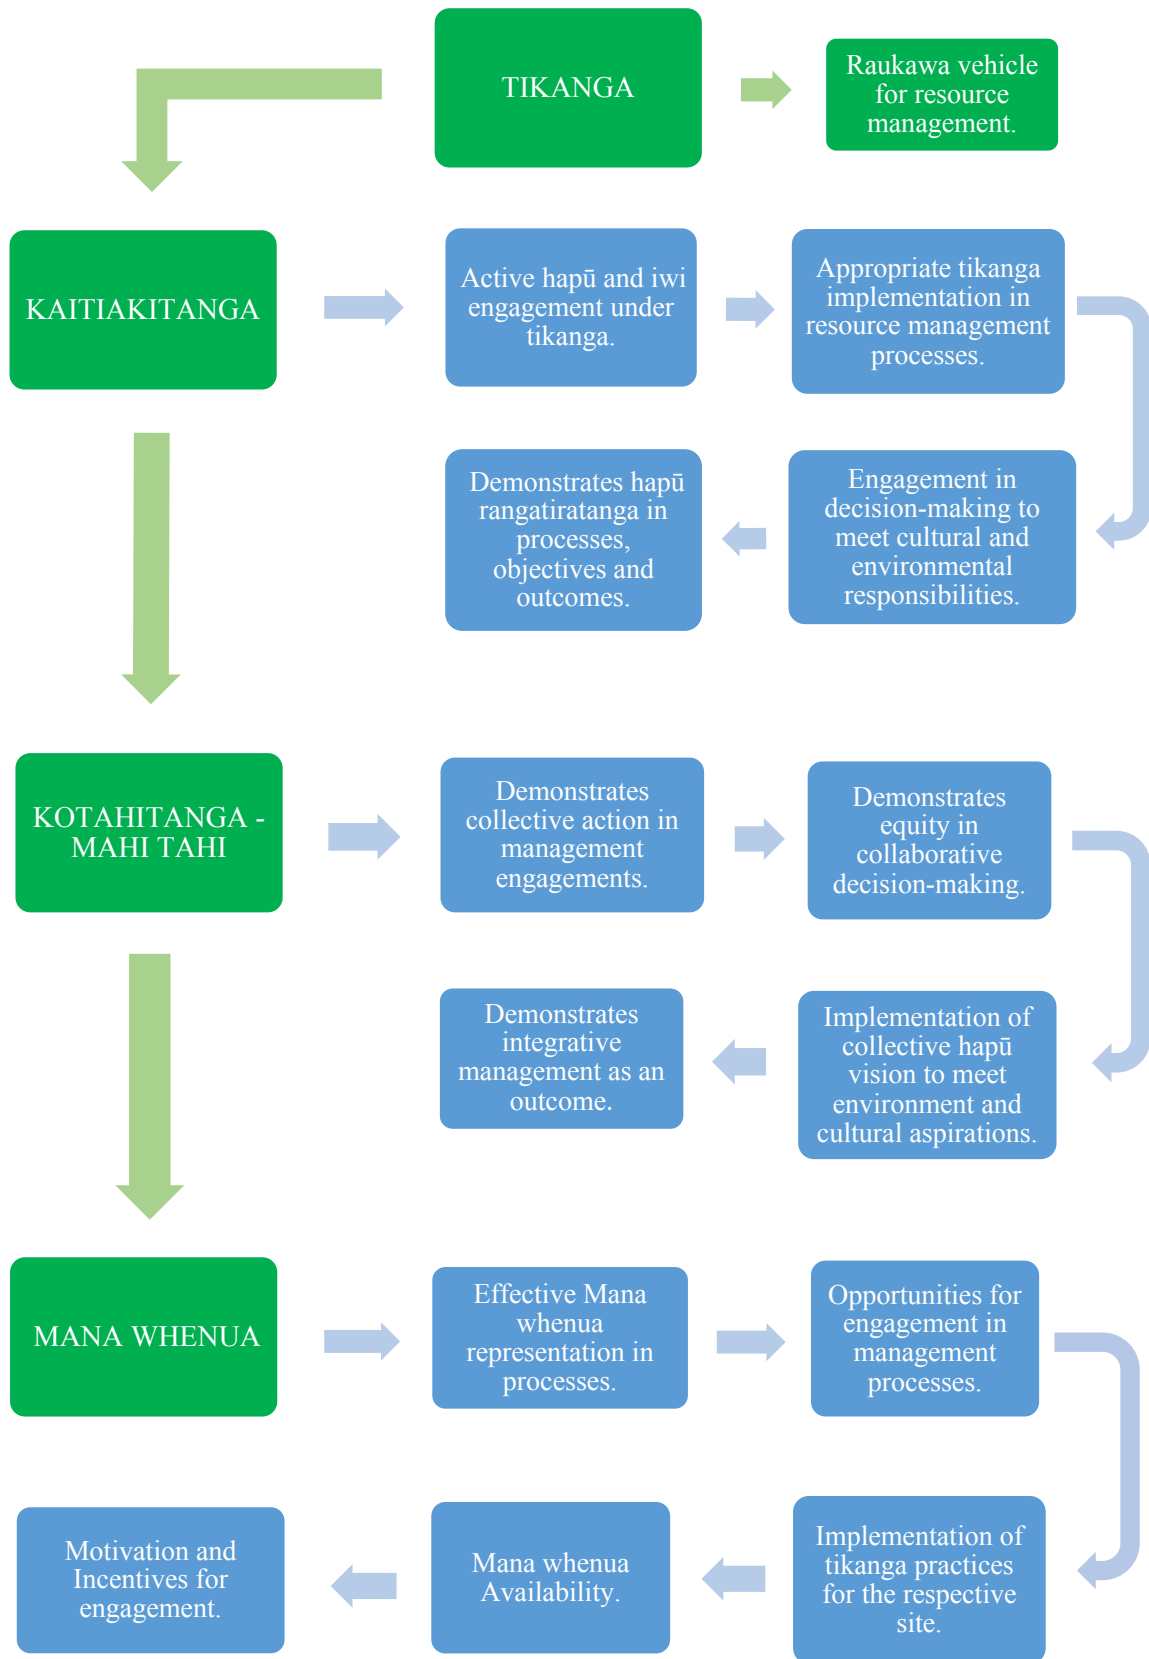 TIKANGA
Raukawa vehicle
for resource
management.
KAITIAKITANGA
Active hapū and iwi
engagement under
tikanga.
Appropriate tikanga
implementation in
resource management
processes.
Engagement in
decision-making to
meet cultural and
environmental
responsibilities.
Demonstrates hapū
rangatiratanga in
processes,
objectives and
outcomes.
KOTAHITANGA -
MAHI TAHI
Demonstrates
collective action in
management
engagements.
Demonstrates
equity in
collaborative
decision-making.
Implementation of
collective hapū
vision to meet
environment and
cultural aspirations.
Demonstrates
integrative
management as an
outcome.
MANA WHENUA
Effective Mana
whenua
representation in
processes.
Opportunities for
engagement in
management
processes.
Implementation of
tikanga practices
for the respective
site.
Mana whenua
Availability.
Motivation and
Incentives for
engagement.